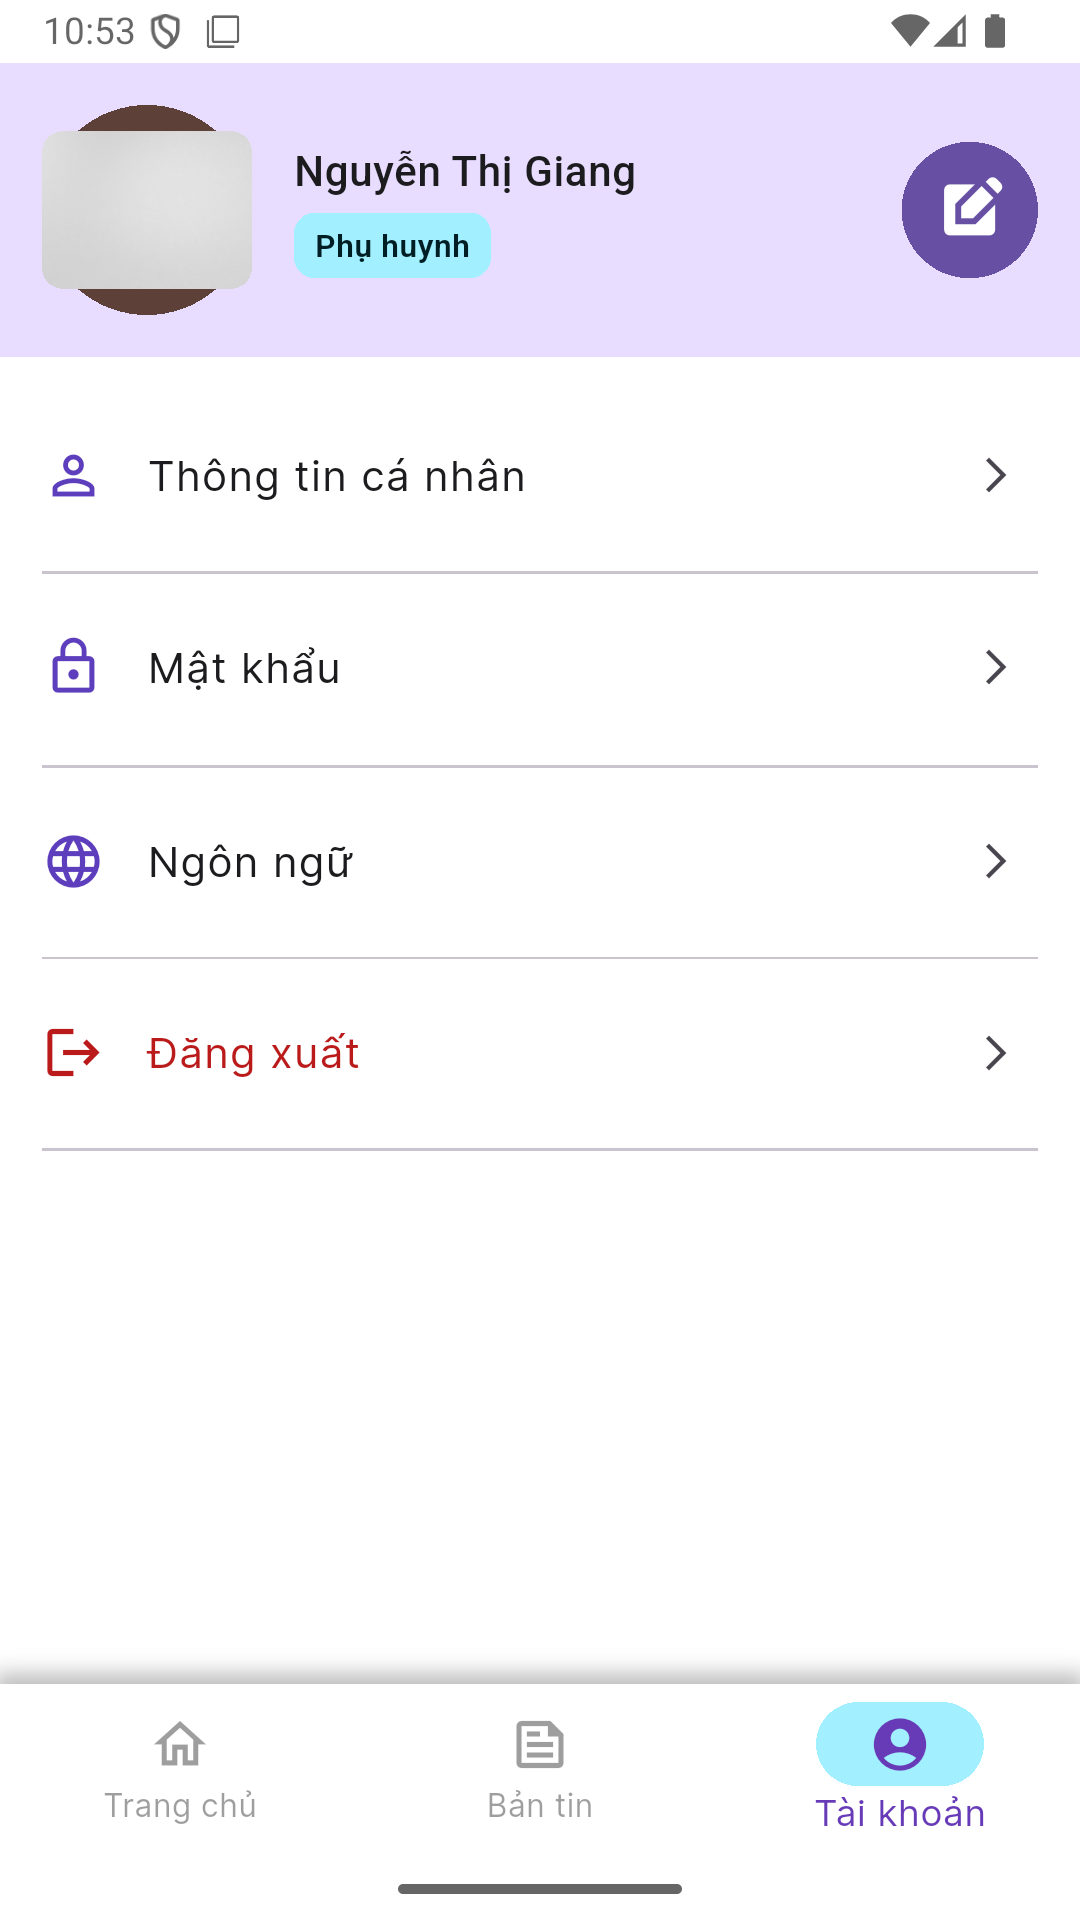 10:53
Nguyễn Thị Giang
Phụ huynh
Thông tin cá nhân
Mật khẩu
Ngôn ngữ
Đăng xuất
Trang chủ
Bản tin
Tài khoản